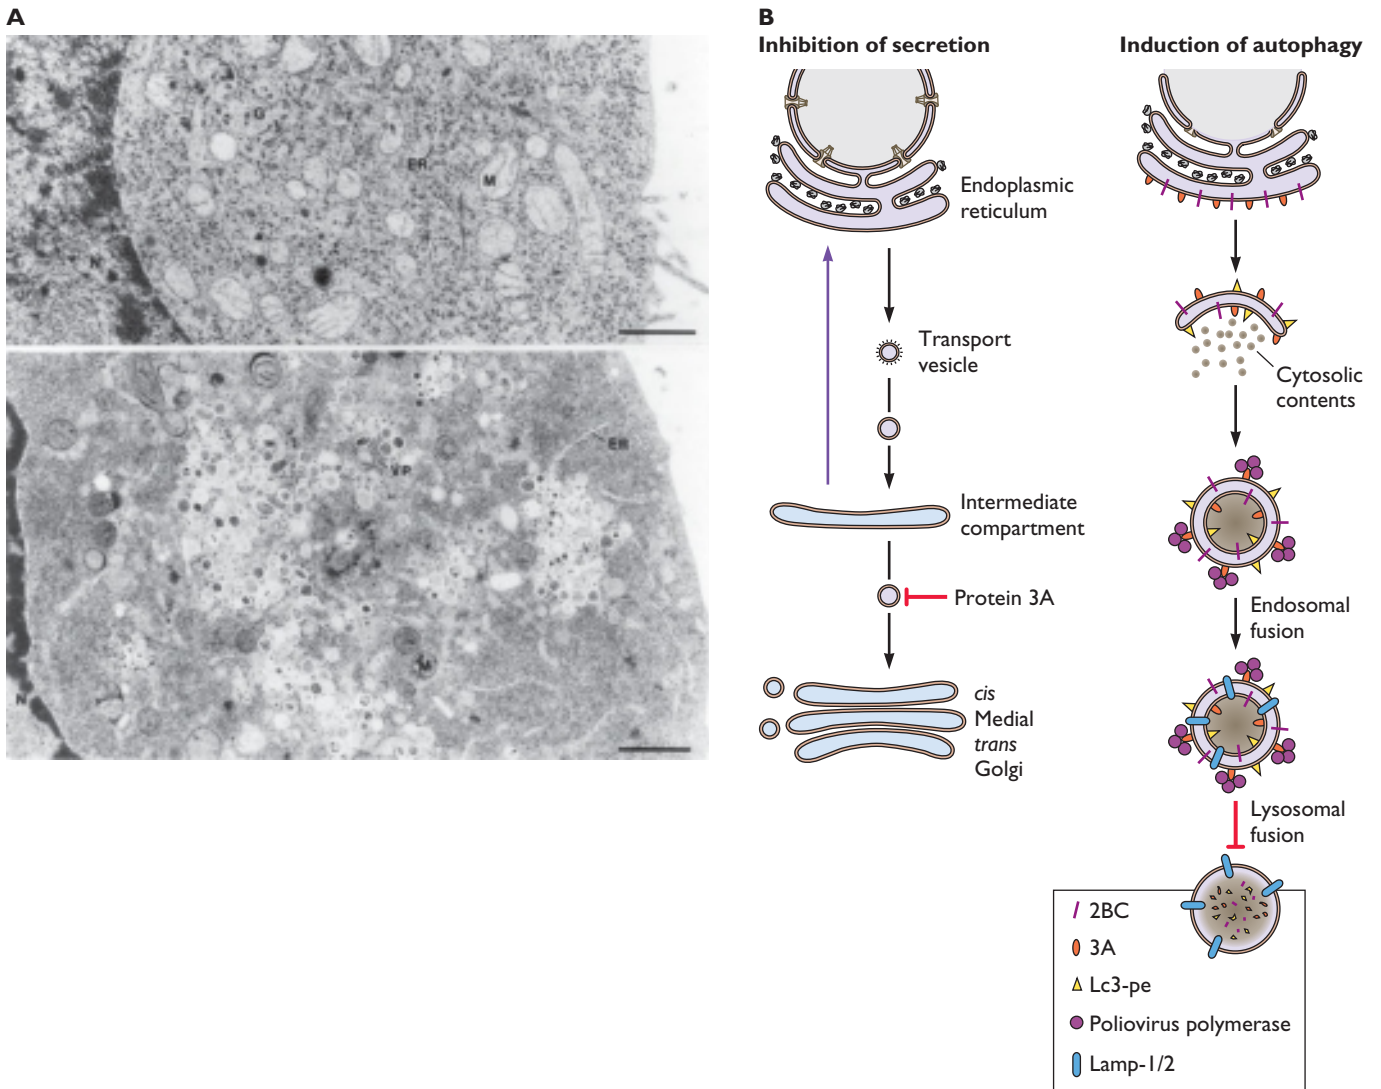 A
G
ER
M
N
VP
ER
M
N
B
Inhibition of secretion
Endoplasmic
reticulum
Transport
vesicle
Intermediate
compartment
Protein 3A
cis
Medial
trans
Golgi
Induction of autophagy
Cytosolic
contents
Endosomal
fusion
Lysosomal
fusion
2BC
3A
Lc3-pe
Poliovirus polymerase
Lamp-1/2